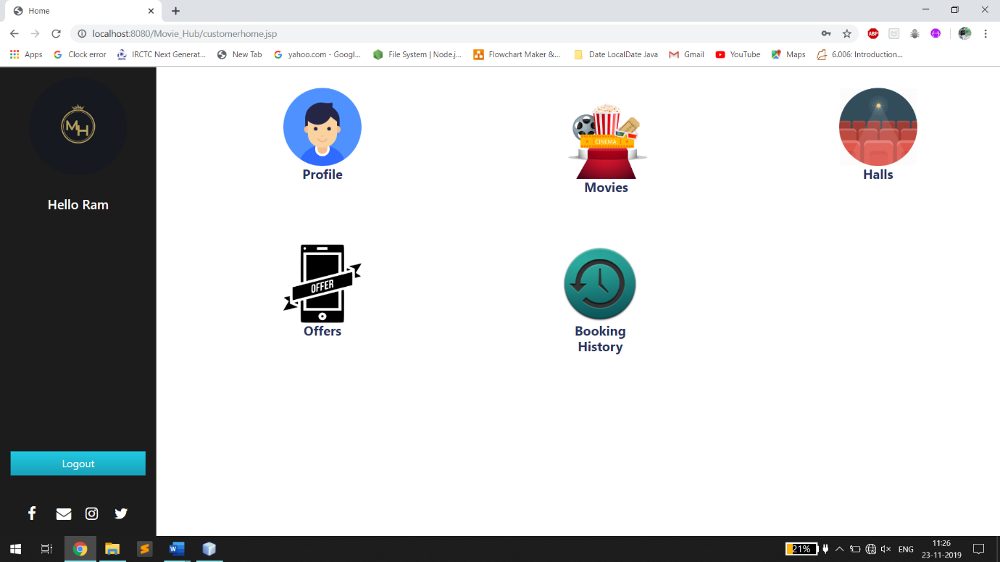 Home
localhost:8080/Movie_Hub/customerhome.jsp
ABP
Apps
Clock error
IRCTC Next Generat...
New Tab
yahoo.com - Googl...
File System | Node.j...
Flowchart Maker &...
Date LocalDate Java
Gmail
YouTube
Maps
6.006: Introduction...
MH
Hello Ram
CINEMA
Profile
Movies
Halls
OFFER
Offers
Booking
History
Logout
21%
ENG
11:26
23-11-2019